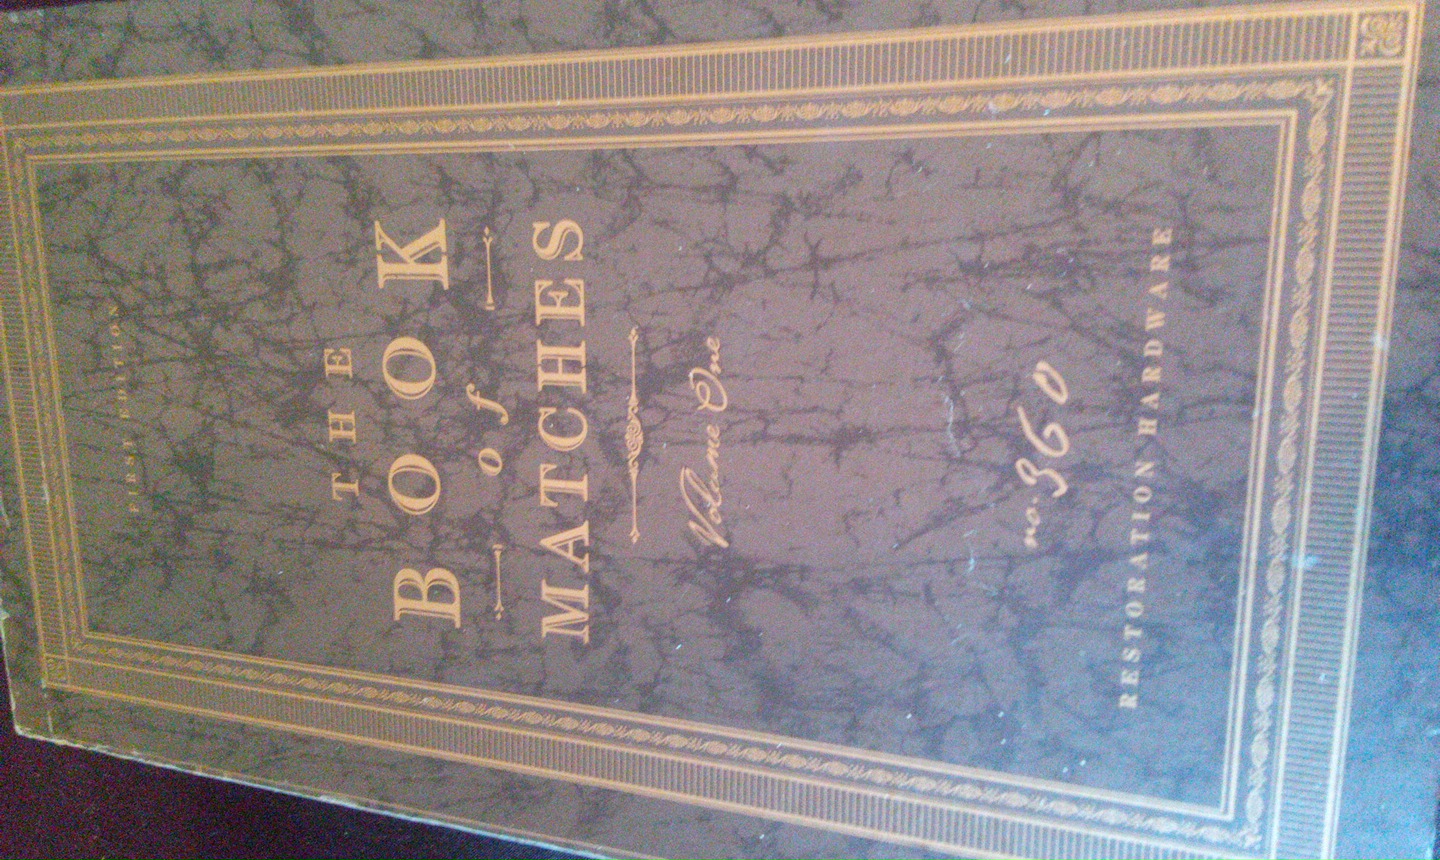 FIRST EDITION
THE
BOOK
of
MATCHES
Volume One
no. 360
RESTORATION HARDWARE